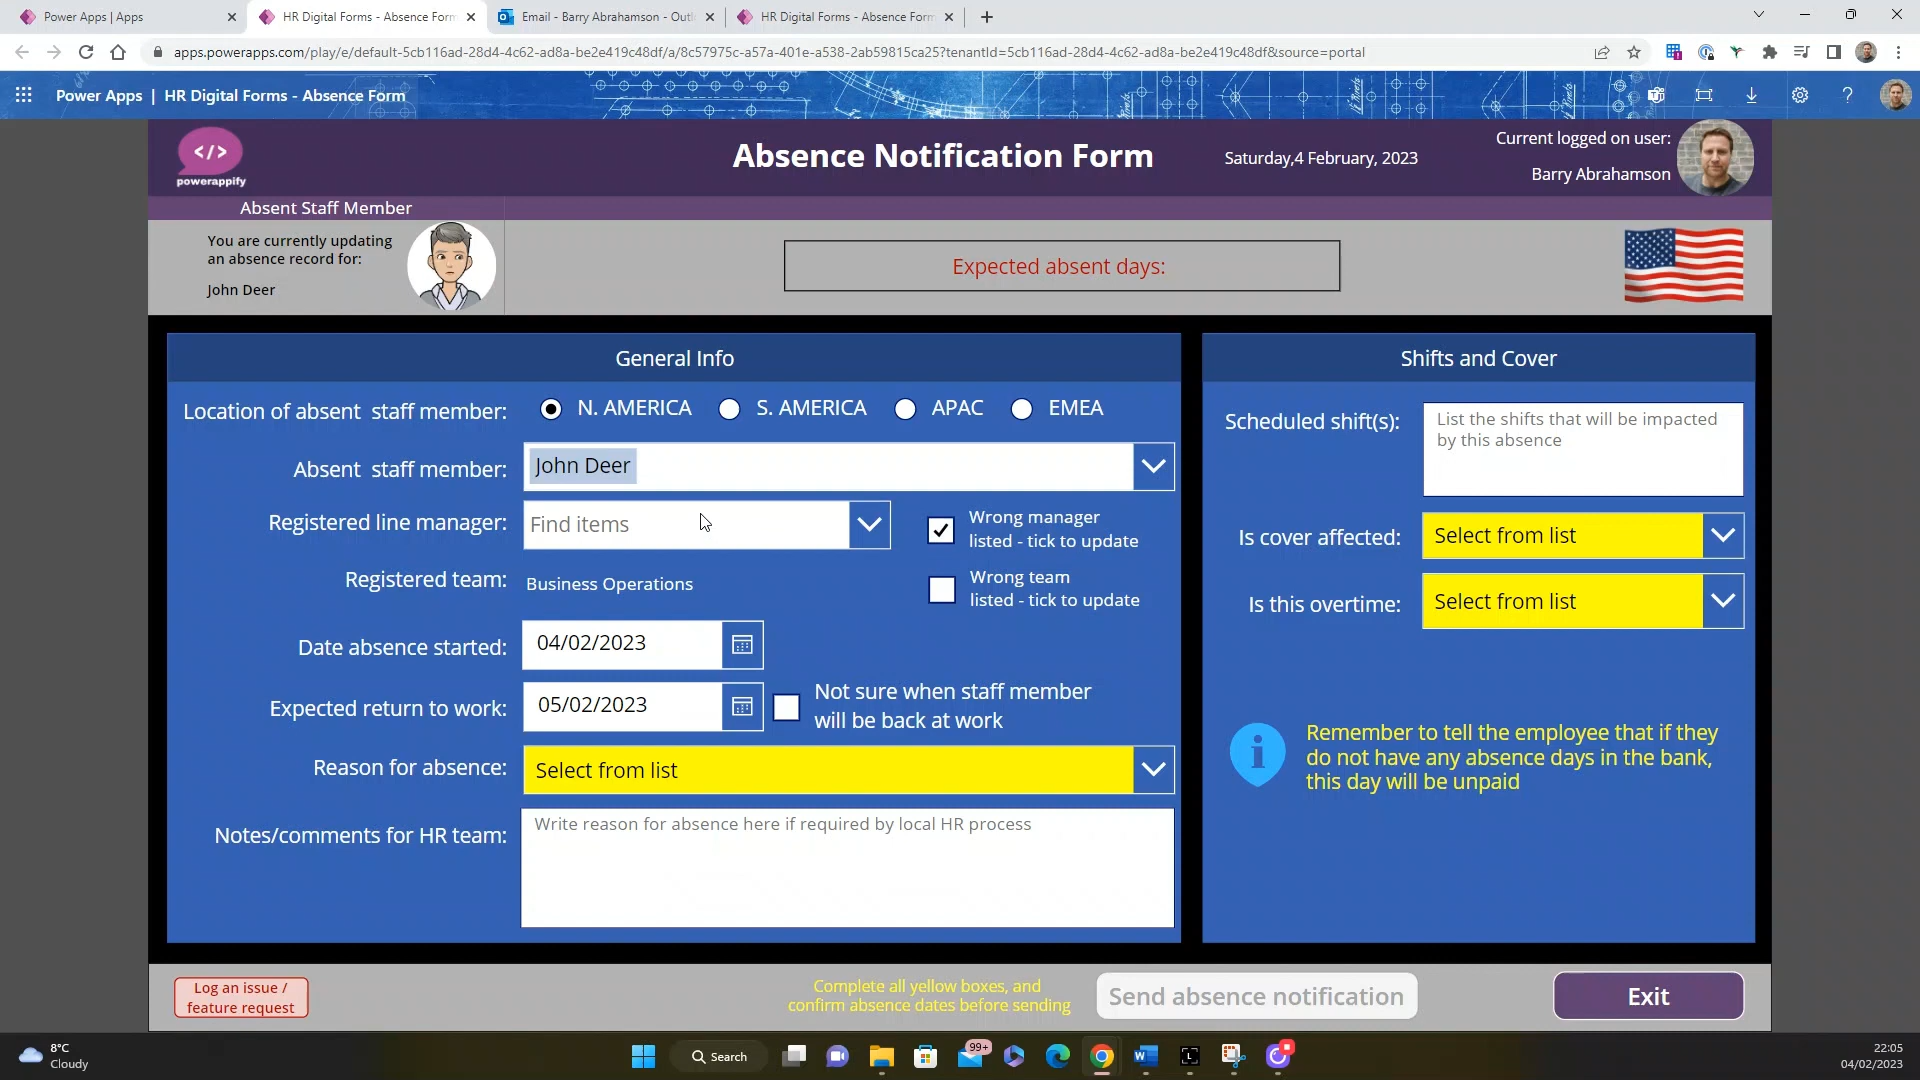 Power Apps | Apps
HR Digital Forms - Absence Form
Email - Barry Abrahamson - Outl
HR Digital Forms - Absence Form
apps.powerapps.com/play/e/default-5cb116ad-28d4-4c62-ad8a-be2e419c48df/a/8c57975c-a57a-401e-a538-2ab59815ca25?tenantId=5cb116ad-28d4-4c62-ad8a-be2e419c48df&source=portal
Power Apps | HR Digital Forms - Absence Form
</>
powerappify
Absence Notification Form
Saturday,4 February, 2023
Current logged on user:
Barry Abrahamson
Absent Staff Member
You are currently updating
an absence record for:
John Deer
Expected absent days:
General Info
Location of absent staff member:
N. AMERICA
S. AMERICA
APAC
EMEA
Absent staff member:
John Deer
Registered line manager:
Find items
Wrong manager
listed - tick to update
Registered team:
Business Operations
Wrong team
listed - tick to update
Date absence started:
04/02/2023
Expected return to work:
05/02/2023
Not sure when staff member
will be back at work
Reason for absence:
Select from list
Notes/comments for HR team:
Write reason for absence here if required by local HR process
Shifts and Cover
Scheduled shift(s):
List the shifts that will be impacted
by this absence
Is cover affected:
Select from list
Is this overtime:
Select from list
Remember to tell the employee that if they
do not have any absence days in the bank,
this day will be unpaid
Log an issue /
feature request
Complete all yellow boxes, and
confirm absence dates before sending
Send absence notification
Exit
8°C
Cloudy
Search
99+
22:05
04/02/2023